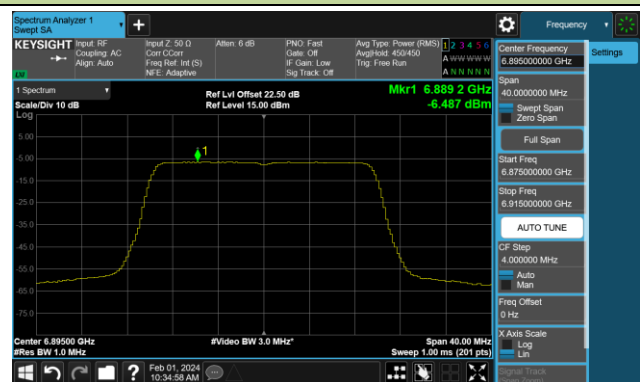 Spectrum Analyzer 1
Swept SA
+
Frequency
KEYSIGHT
Input: RF
Coupling: AC
Align: Auto
Input Z: 50 Ω
Corr CCorr
Freq Ref: Int (S)
NFE: Adaptive
Atten: 6 dB
PNO: Fast
Gate: Off
IF Gain: Low
Sig Track: Off
Avg Type: Power (RMS)
Avg|Hold: 450/450
Trig: Free Run
1 2 3 4 5 6
A W W W W W
A N N N N N
LW
Center Frequency
6.895000000 GHz
Settings
Span
40.0000000 MHz
Swept Span
Zero Span
Full Span
Start Freq
6.875000000 GHz
Stop Freq
6.915000000 GHz
AUTO TUNE
CF Step
4.000000 MHz
Auto
Man
Freq Offset
0 Hz
X Axis Scale
Log
Lin
Signal Track
(Span Zoom)
1 Spectrum
Scale/Div 10 dB
Log
Ref Lvl Offset 22.50 dB
Ref Level 15.00 dBm
Mkr1 6.889 2 GHz
-6.487 dBm
1
5.00
-5.00
-15.0
-25.0
-35.0
-45.0
-55.0
-65.0
-75.0
Center 6.89500 GHz
#Res BW 1.0 MHz
#Video BW 3.0 MHz*
Span 40.00 MHz
Sweep 1.00 ms (201 pts)
?
Feb 01, 2024
10:34:58 AM